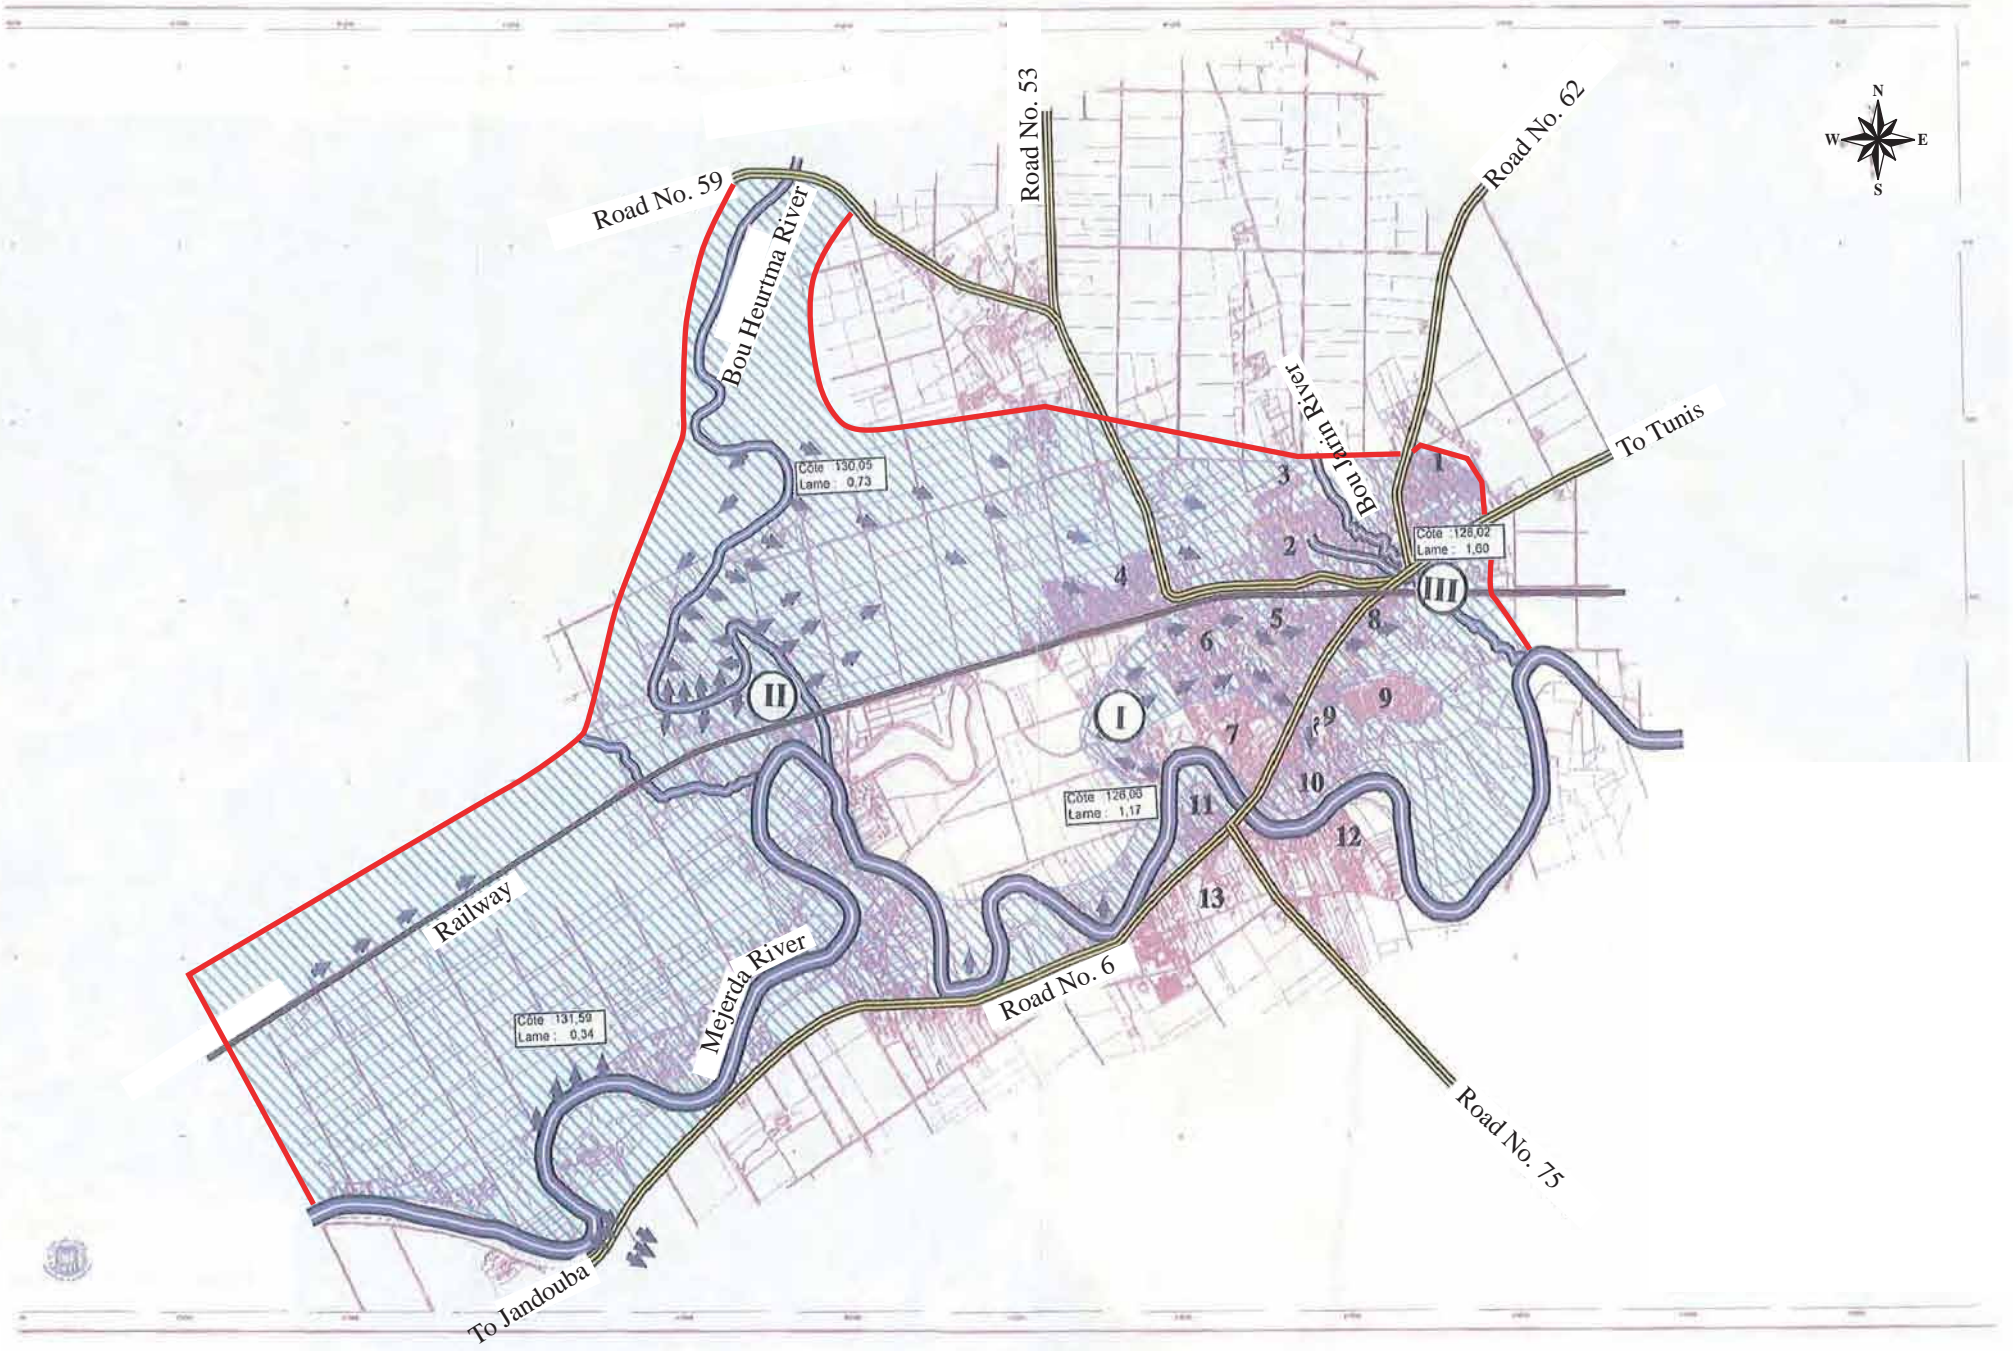 N
W E
S
Road No. 53
Road No. 62
Road No. 59
Bou Heurtma River
Bou Jarin River
To Tunis
1
3
Côte 130,05
Lame : 0,73
2
Côte : 128,02
Lame : 1,60
4
III
5
8
6
II
9
I
9
7
10
Côte 128,06
Lame : 1,17
11
12
13
Railway
Mejerda River
Road No. 6
Côte 131,59
Lame : 0,34
Road No. 75
To Jandouba